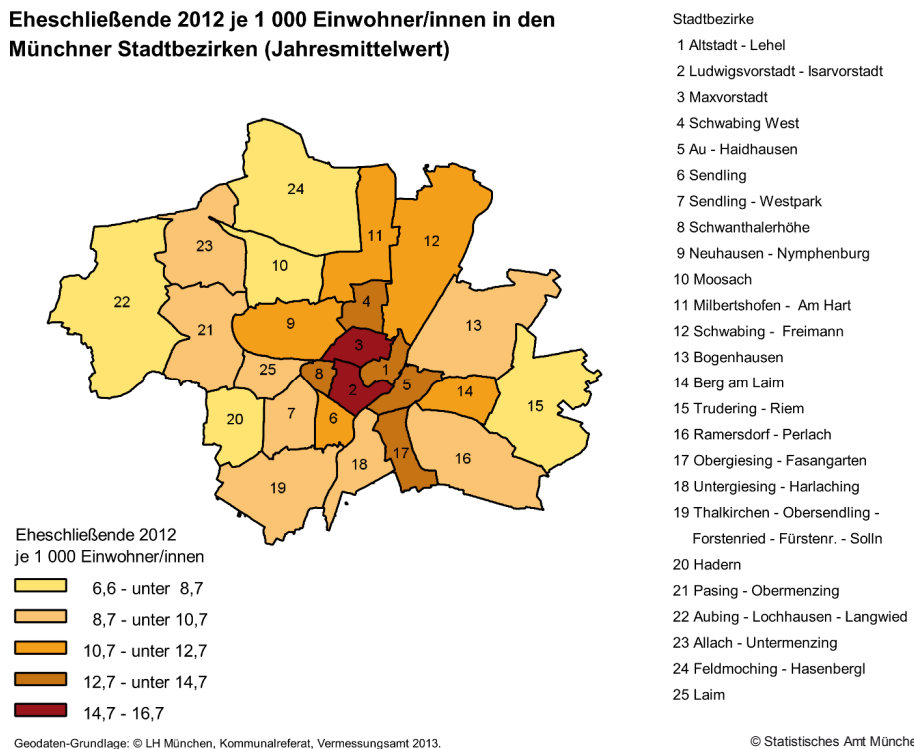 Eheschließende 2012 je 1 000 Einwohner/innen in den
Münchner Stadtbezirken (Jahresmittelwert)
Stadtbezirke
1 Altstadt - Lehel
2 Ludwigsvorstadt - Isarvorstadt
3 Maxvorstadt
4 Schwabing West
5 Au - Haidhausen
6 Sendling
7 Sendling - Westpark
8 Schwanthalerhöhe
9 Neuhausen - Nymphenburg
10 Moosach
11 Milbertshofen - Am Hart
12 Schwabing - Freimann
13 Bogenhausen
14 Berg am Laim
15 Trudering - Riem
16 Ramersdorf - Perlach
17 Obergiesing - Fasangarten
18 Untergiesing - Harlaching
19 Thalkirchen - Obersendling -
Forstenried - Fürstenr. - Solln
20 Hadern
21 Pasing - Obermenzing
22 Aubing - Lochhausen - Langwied
23 Allach - Untermenzing
24 Feldmoching - Hasenbergl
25 Laim
24
11
12
23
10
22
4
9
21
13
3
25
8
1
2
5
14
15
20
7
6
17
16
18
19
Eheschließende 2012
je 1 000 Einwohner/innen
6,6 - unter 8,7
8,7 - unter 10,7
10,7 - unter 12,7
12,7 - unter 14,7
14,7 - 16,7
Geodaten-Grundlage: © LH München, Kommunalreferat, Vermessungsamt 2013.
© Statistisches Amt Münche